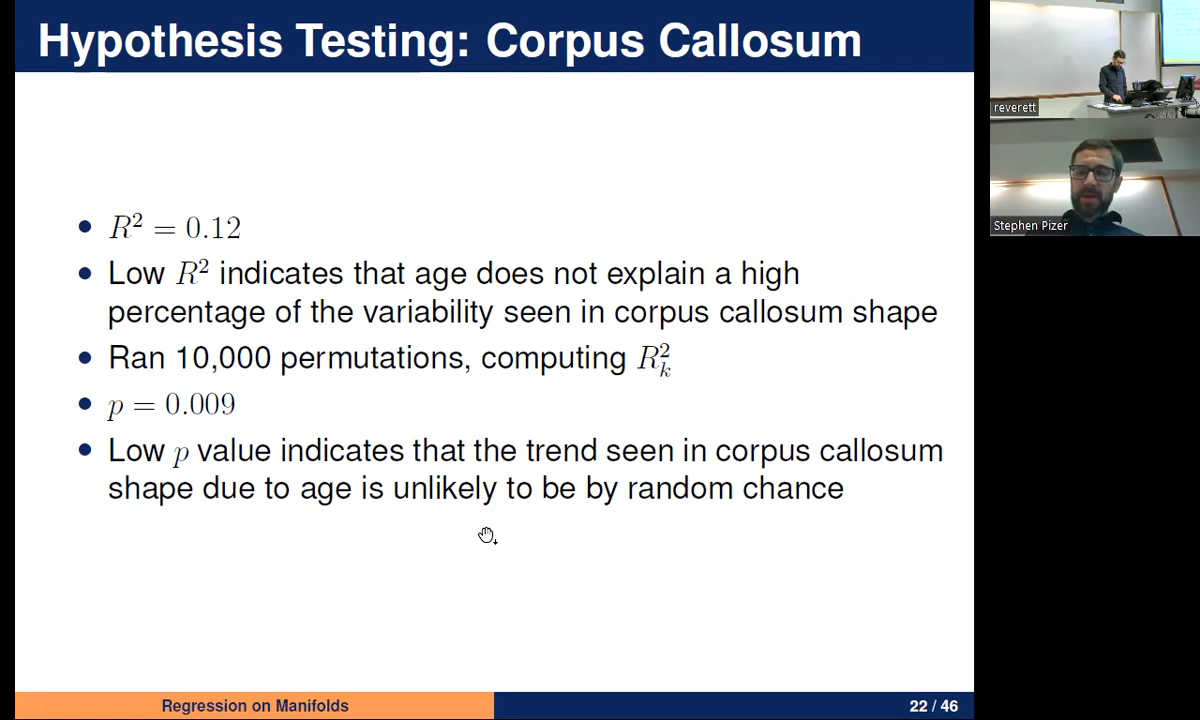 Hypothesis Testing: Corpus Callosum
• R² = 0.12
• Low R² indicates that age does not explain a high
percentage of the variability seen in corpus callosum shape
• Ran 10,000 permutations, computing R²ₖ
• p = 0.009
• Low p value indicates that the trend seen in corpus callosum
shape due to age is unlikely to be by random chance
Regression on Manifolds
22 / 46
reverett
Stephen Pizer